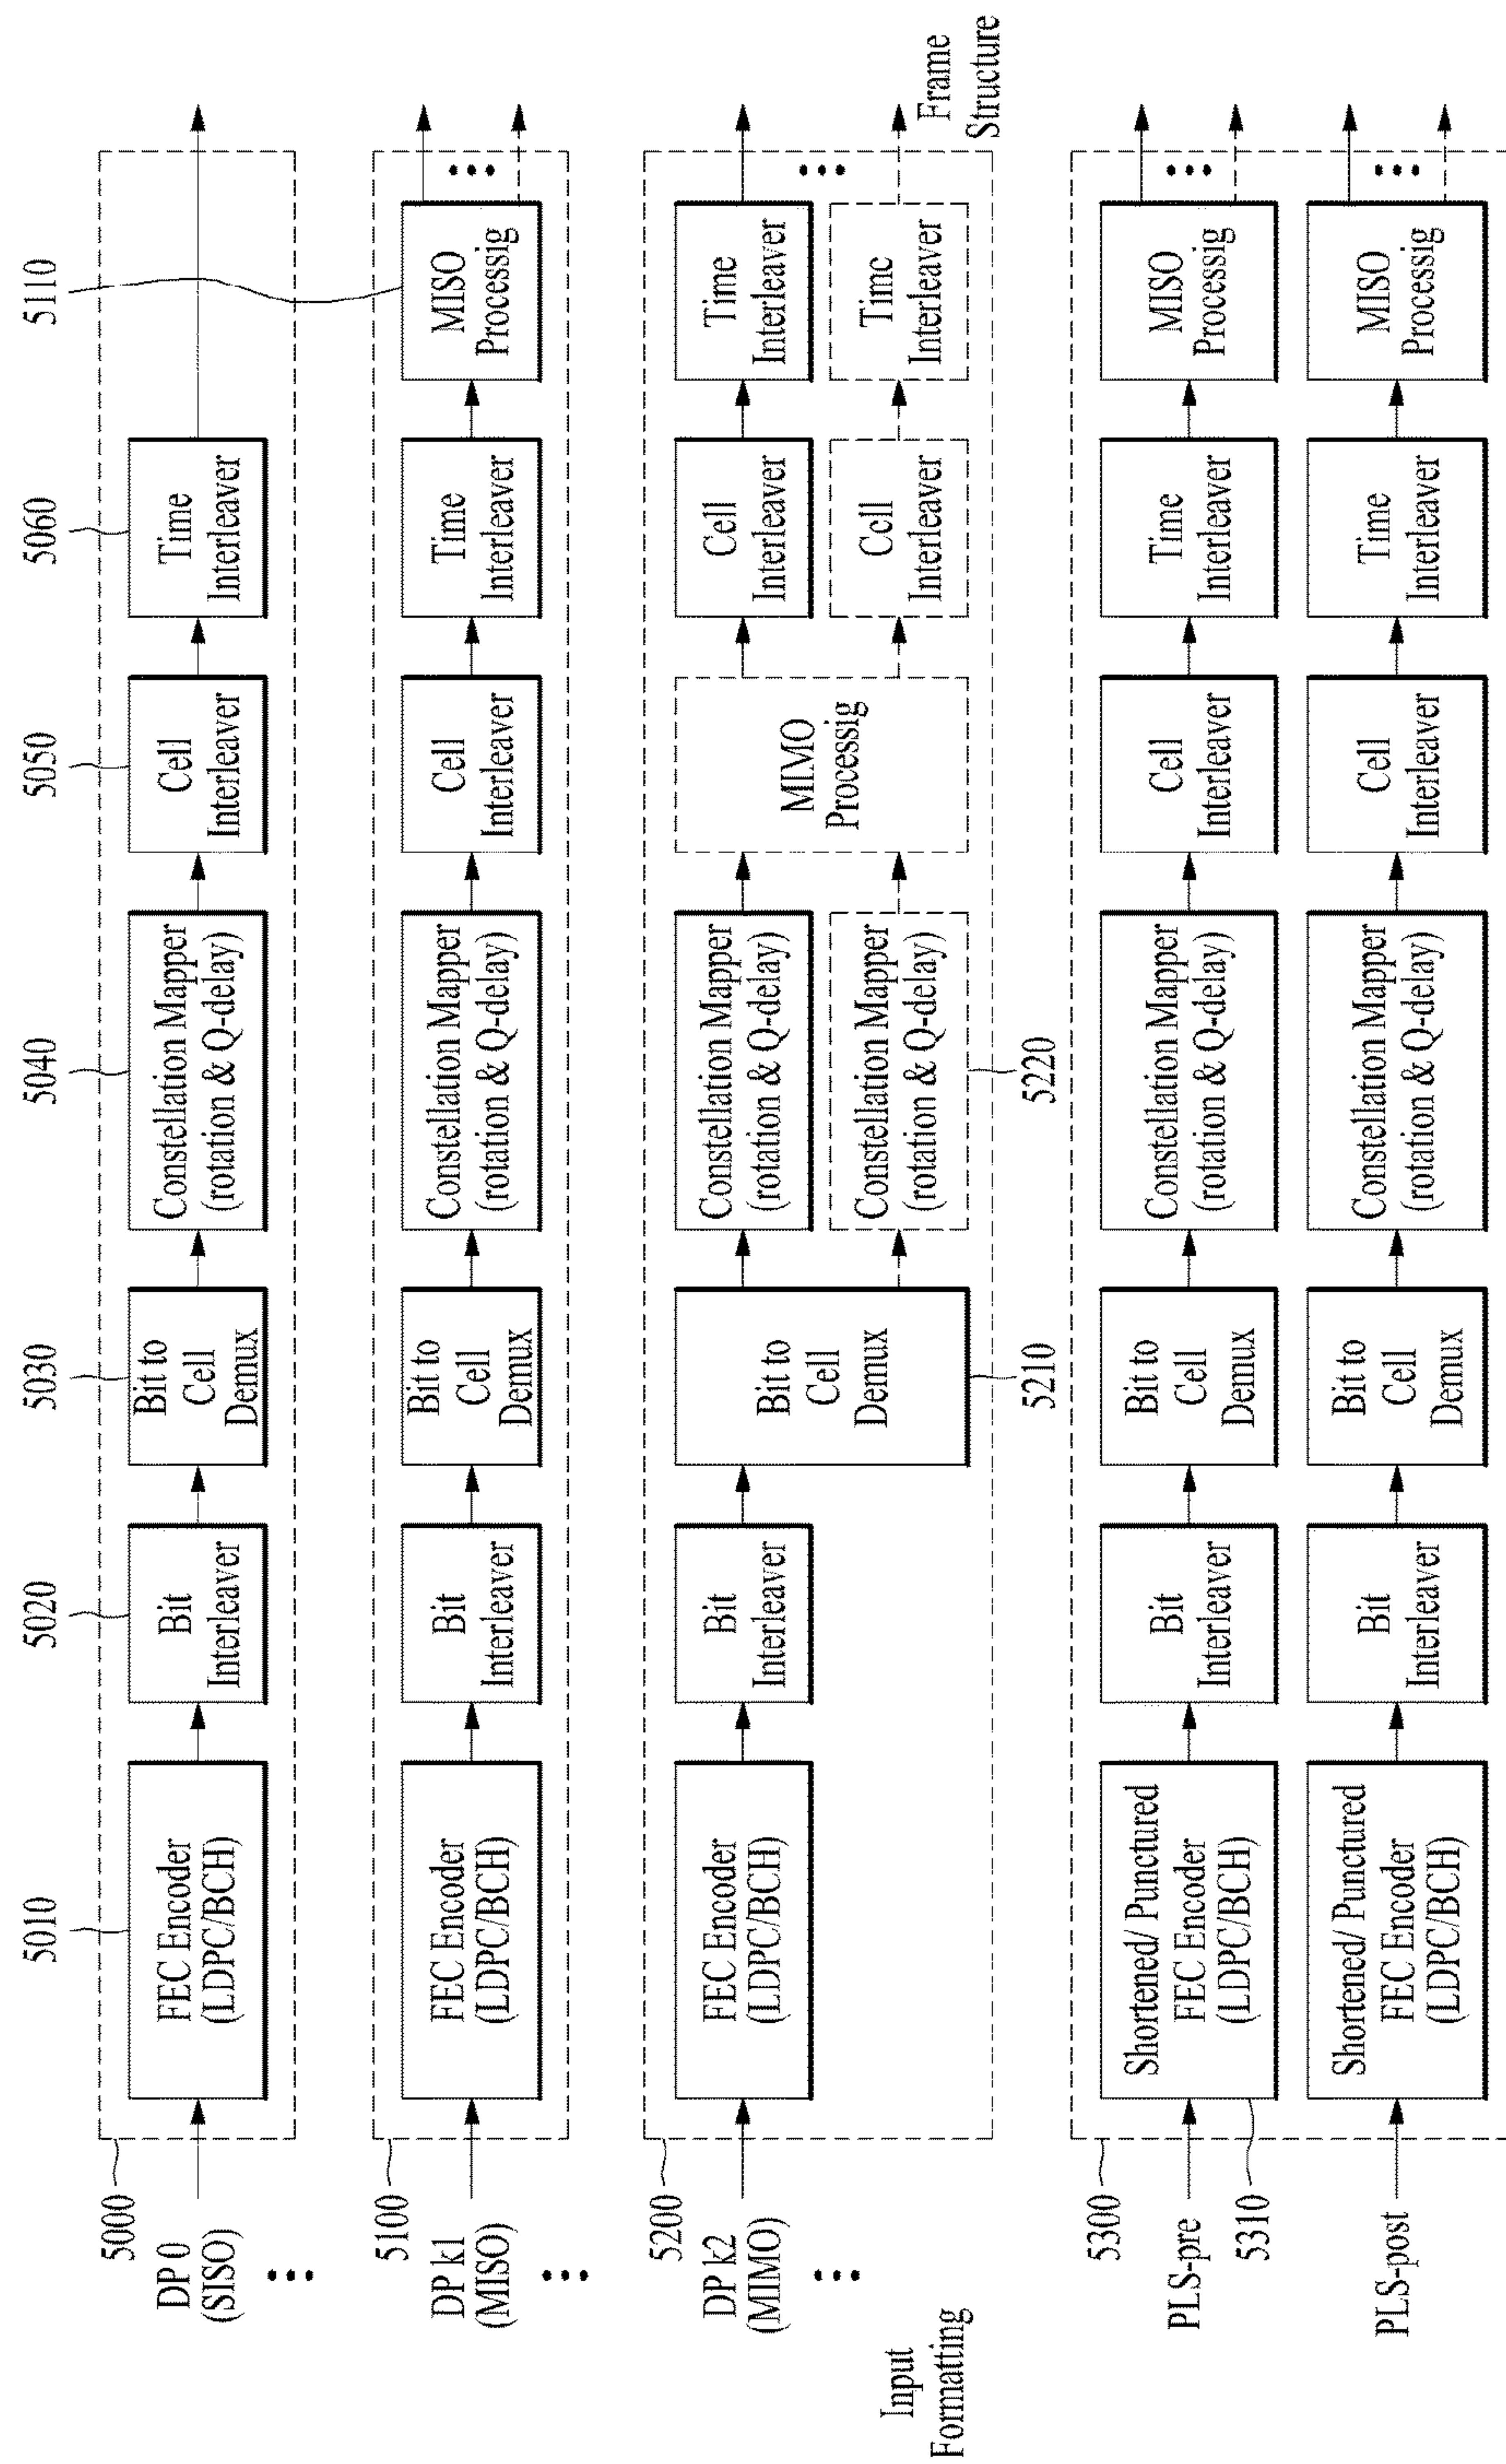 5010
5020
5030
5040
5050
5060
5110
5000
DP 0
(SISO)
FEC Encoder
(LDPC/BCH)
Bit
Interleaver
Bit to
Cell
Demux
Constellation Mapper
(rotation & Q-delay)
Cell
Interleaver
Time
Interleaver
5100
DP k1
(MISO)
FEC Encoder
(LDPC/BCH)
Bit
Interleaver
Bit to
Cell
Demux
Constellation Mapper
(rotation & Q-delay)
Cell
Interleaver
Time
Interleaver
MISO
Processig
5200
DP k2
(MIMO)
FEC Encoder
(LDPC/BCH)
Bit
Interleaver
Bit to
Cell
Demux
Constellation Mapper
(rotation & Q-delay)
Constellation Mapper
(rotation & Q-delay)
MIMO
Processig
Cell
Interleaver
Cell
Interleaver
Time
Interleaver
Time
Interleaver
5210
5220
Input
Formatting
Frame
Structure
5300
PLS-pre
5310
Shortened/ Punctured
FEC Encoder
(LDPC/BCH)
Bit
Interleaver
Bit to
Cell
Demux
Constellation Mapper
(rotation & Q-delay)
Cell
Interleaver
Time
Interleaver
MISO
Processig
PLS-post
Shortened/ Punctured
FEC Encoder
(LDPC/BCH)
Bit
Interleaver
Bit to
Cell
Demux
Constellation Mapper
(rotation & Q-delay)
Cell
Interleaver
Time
Interleaver
MISO
Processig